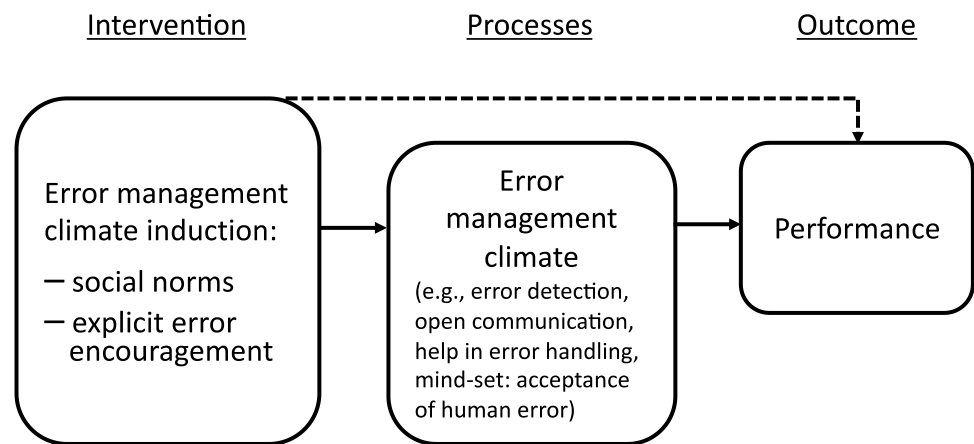 Intervention
Processes
Outcome
Error management
climate induction:
– social norms
– explicit error
encouragement
Error
management
climate
(e.g., error detection,
open communication,
help in error handling,
mind-set: acceptance
of human error)
Performance